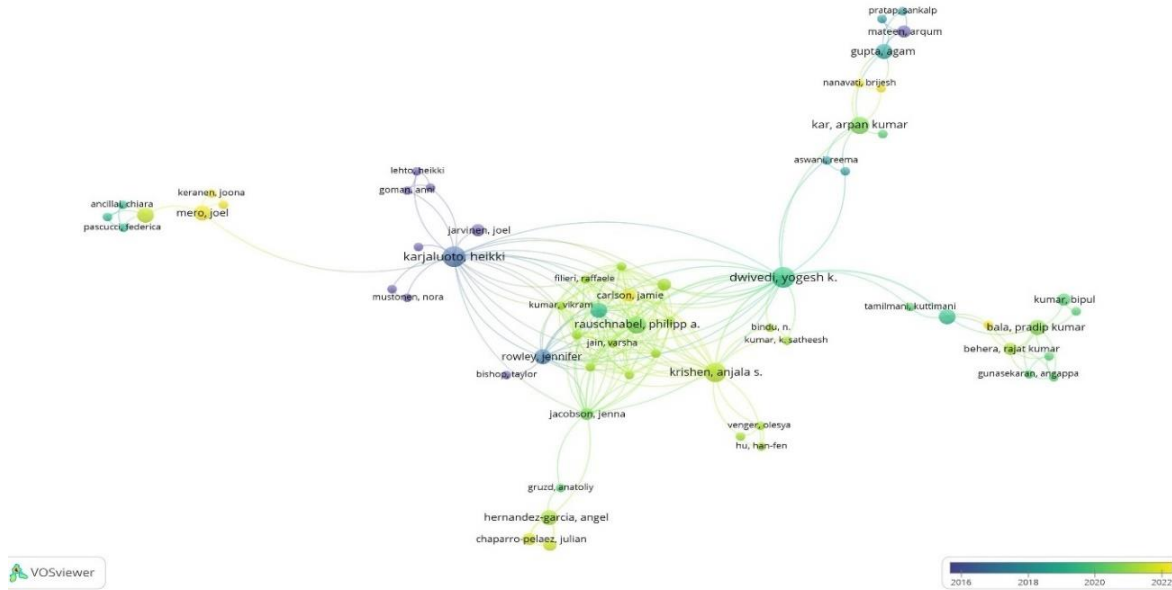 pratap, sankalp
mateen, arqum
gupta, agam
nanavati, brijesh
kar, arpan kumar
aswani, reema
lehto, heikki
goman, anni
keranen, joona
ancillai, chiara
mero, joel
pascucci, federica
jarvinen, joel
karjaluoto, heikki
filieri, raffaele
dwivedi, yogesh k.
mustonen, nora
carlson, jamie
kumar, vikram
tamilmani, kuttimani
kumar, bipul
rauschnabel, philipp a.
bindu, n.
bala, pradip kumar
jain, varsha
kumar, k. satheesh
behera, rajat kumar
rowley, jennifer
bishop, taylor
krishen, anjala s.
gunasekaran, angappa
jacobson, jenna
venger, olesya
hu, han-fen
gruzd, anatoliy
hernandez-garcia, angel
chaparro-pelaez, julian
VOSviewer
2016 2018 2020 2022